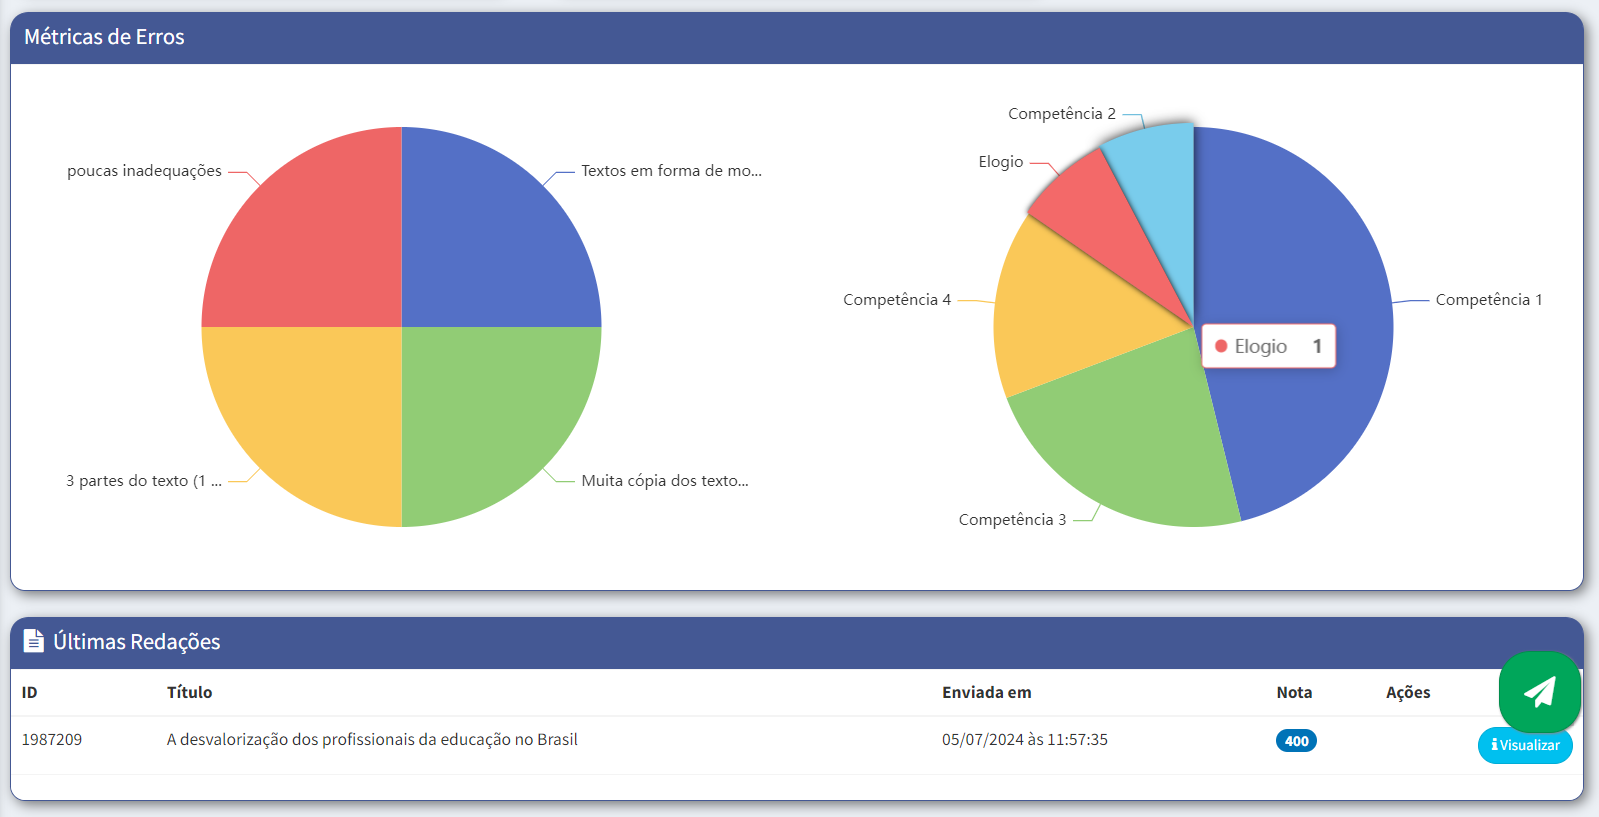 Métricas de Erros
poucas inadequações
Textos em forma de mo...
3 partes do texto (1 ...
Muita cópia dos texto...
Competência 2
Elogio
Competência 4
Competência 1
Elogio 1
Competência 3
Últimas Redações
ID Título Enviada em Nota Ações
1987209 A desvalorização dos profissionais da educação no Brasil 05/07/2024 às 11:57:35 400 Visualizar